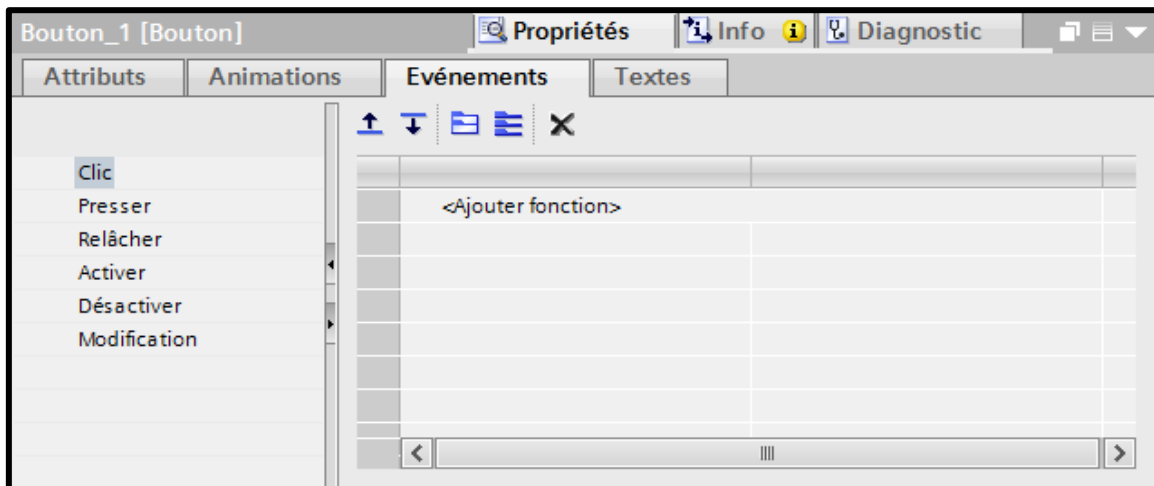 Bouton_1 [Bouton]
Propriétés
Info
Diagnostic
Attributs
Animations
Evénements
Textes
Clic
Presser
Relâcher
Activer
Désactiver
Modification
<Ajouter fonction>